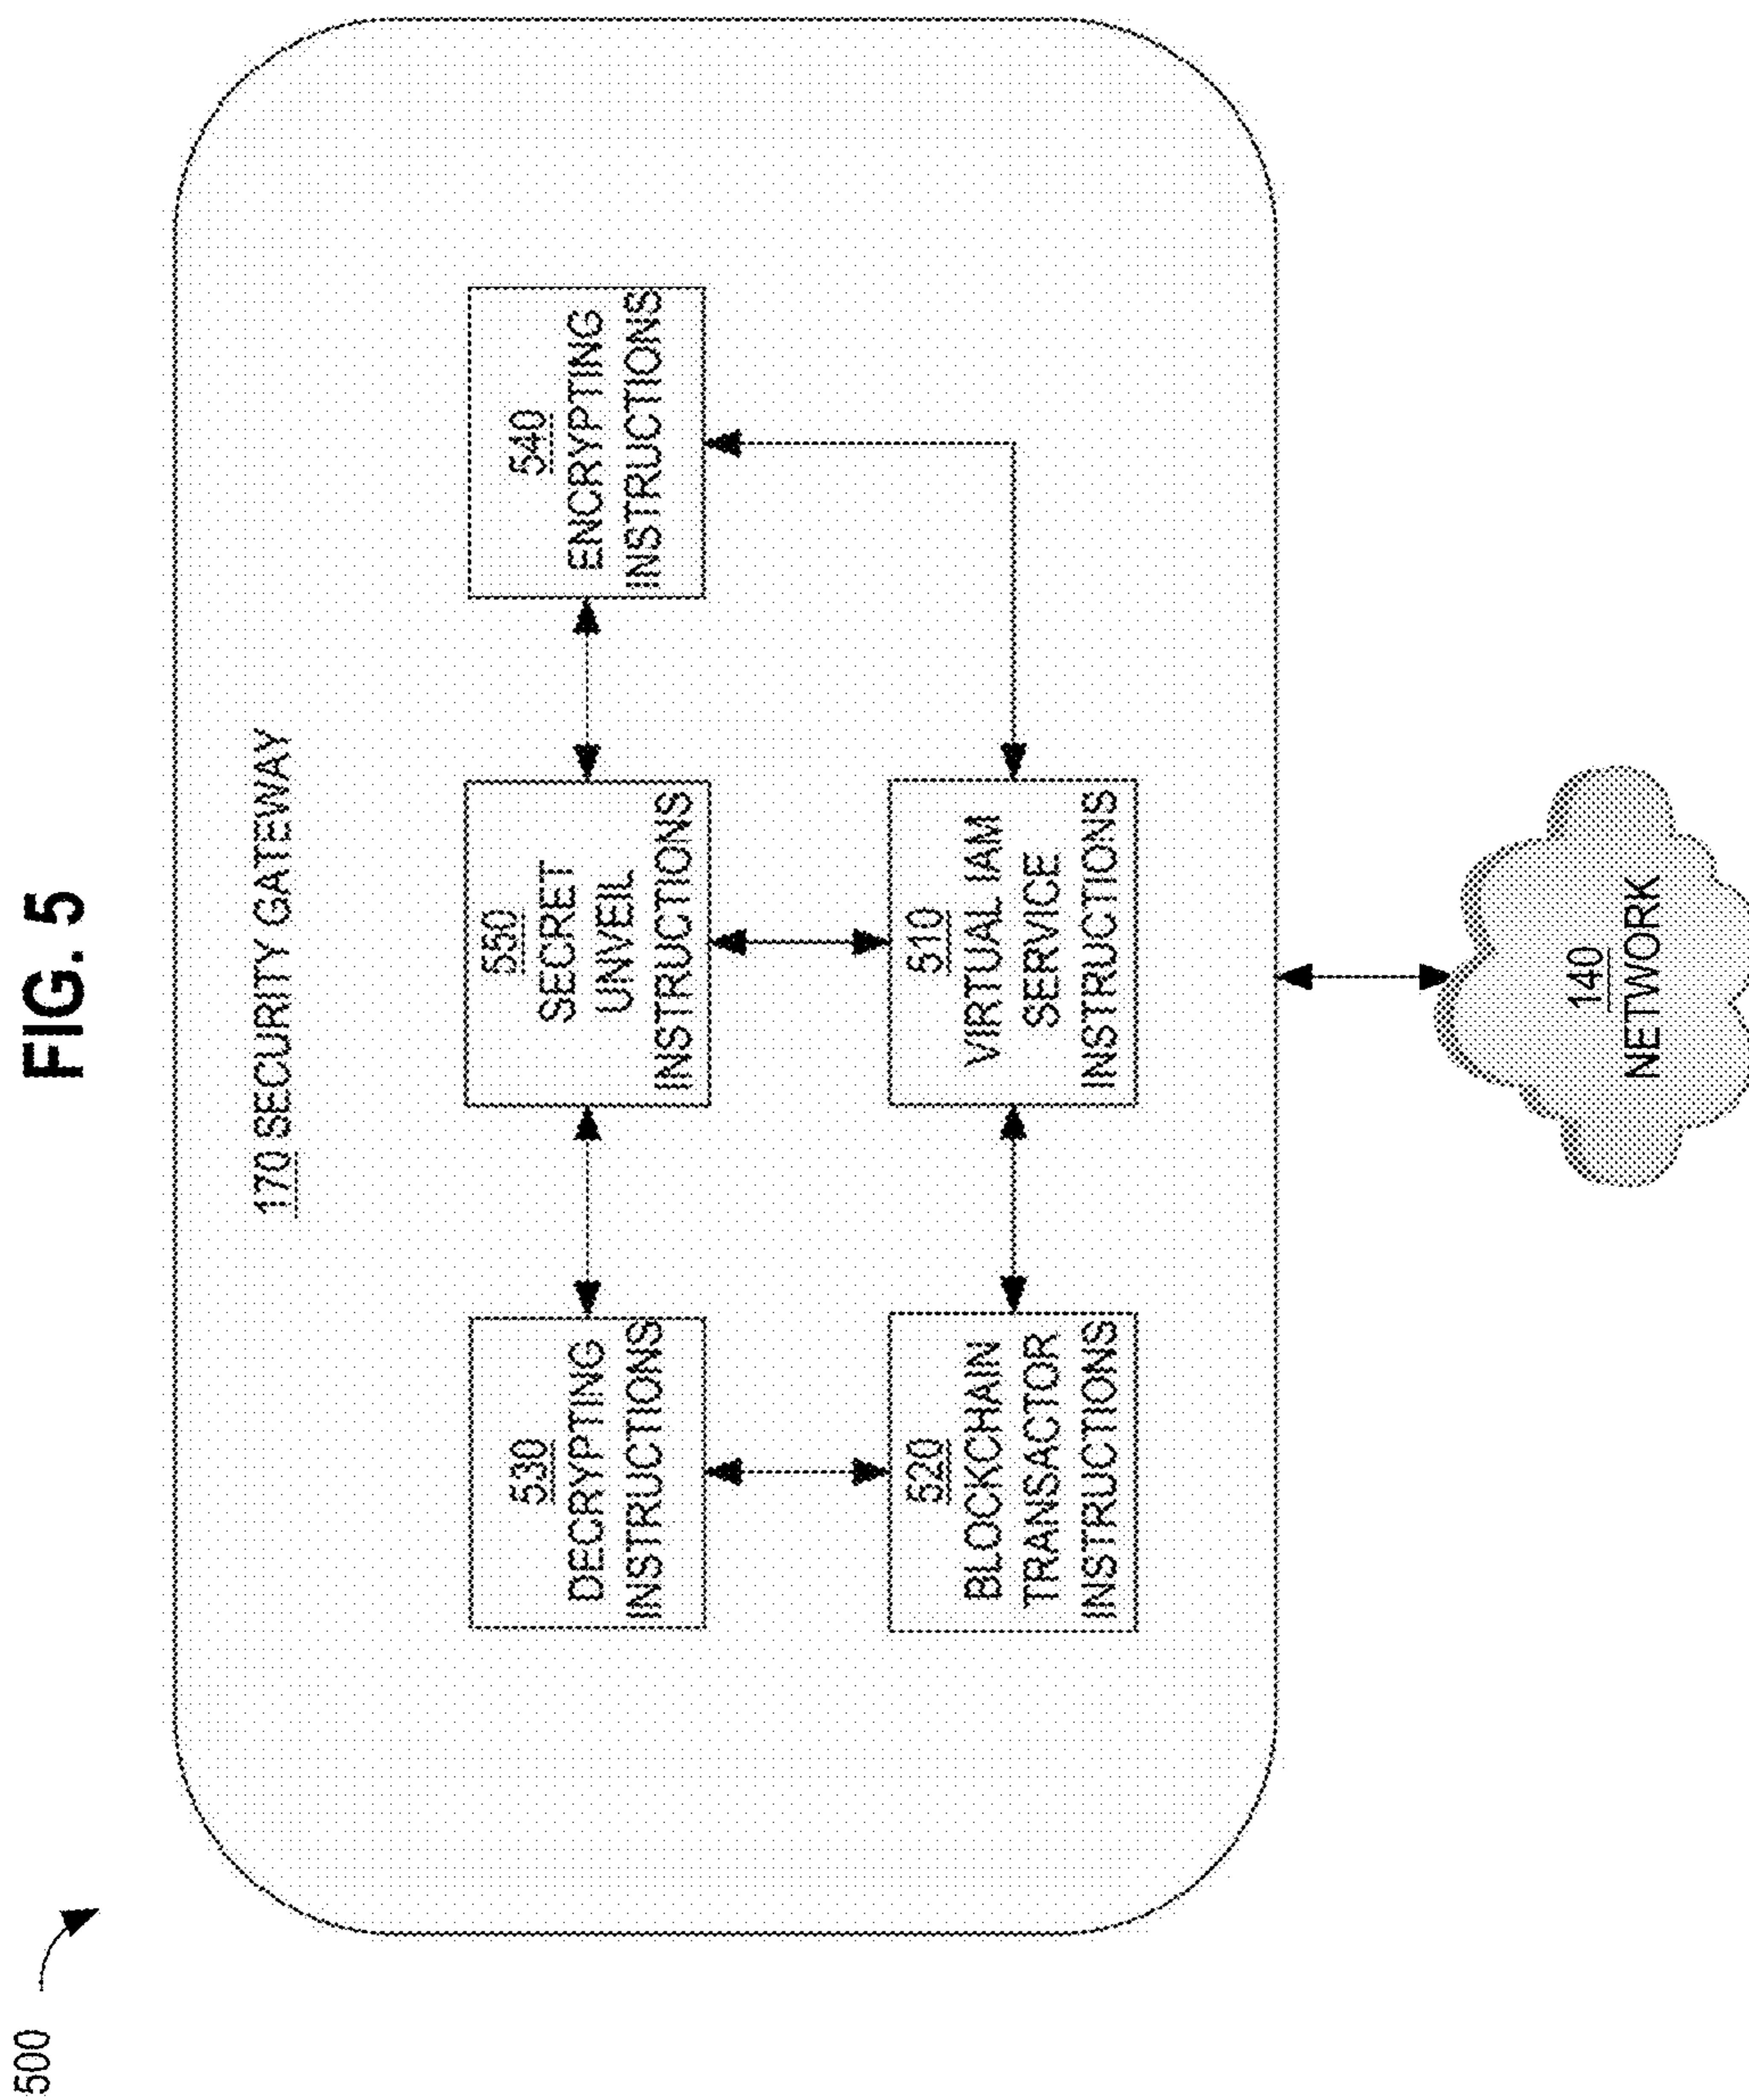 500
FIG. 5
170 SECURITY GATEWAY
530
DECRYPTING
INSTRUCTIONS
550
SECRET
UNVEIL
INSTRUCTIONS
540
ENCRYPTING
INSTRUCTIONS
520
BLOCKCHAIN
TRANSACTOR
INSTRUCTIONS
510
VIRTUAL IAM
SERVICE
INSTRUCTIONS
140
NETWORK